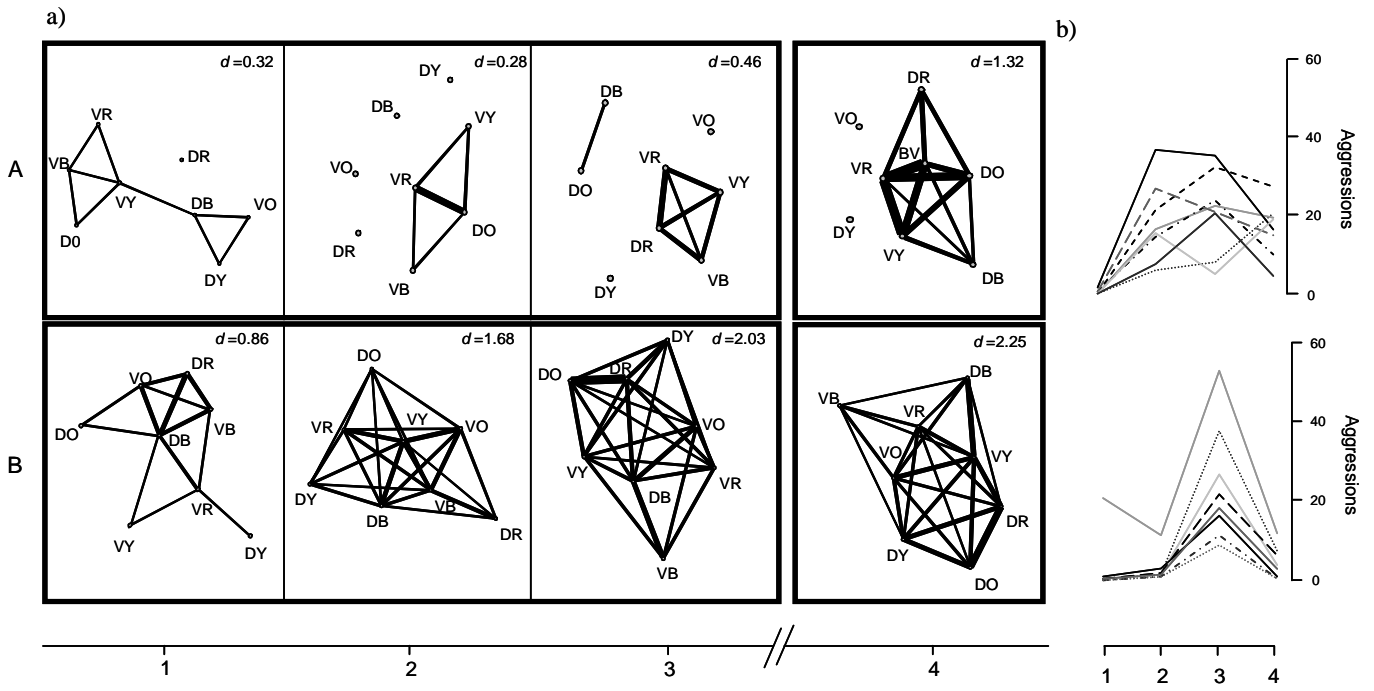 a)
b)
A
d=0.32
VR
VB
DR
VY
DB
VO
D0
DY
d=0.28
DY
DB
VY
VO
VR
DO
DR
VB
d=0.46
DB
VO
VR
DO
VY
DR
VB
DY
d=1.32
DR
VO
BV
VR
DO
DY
VY
DB
60
40
20
0
Aggressions
B
d=0.86
DR
VO
DO
DB
VB
VR
VY
DY
d=1.68
DO
VR
VY
VO
DY
DB
VB
DR
d=2.03
DY
DO
DR
VO
VY
VR
DB
VB
d=2.25
DB
VB
VR
VO
VY
DR
DY
DO
60
40
20
0
Aggressions
1
2
3
4
1
2
3
4